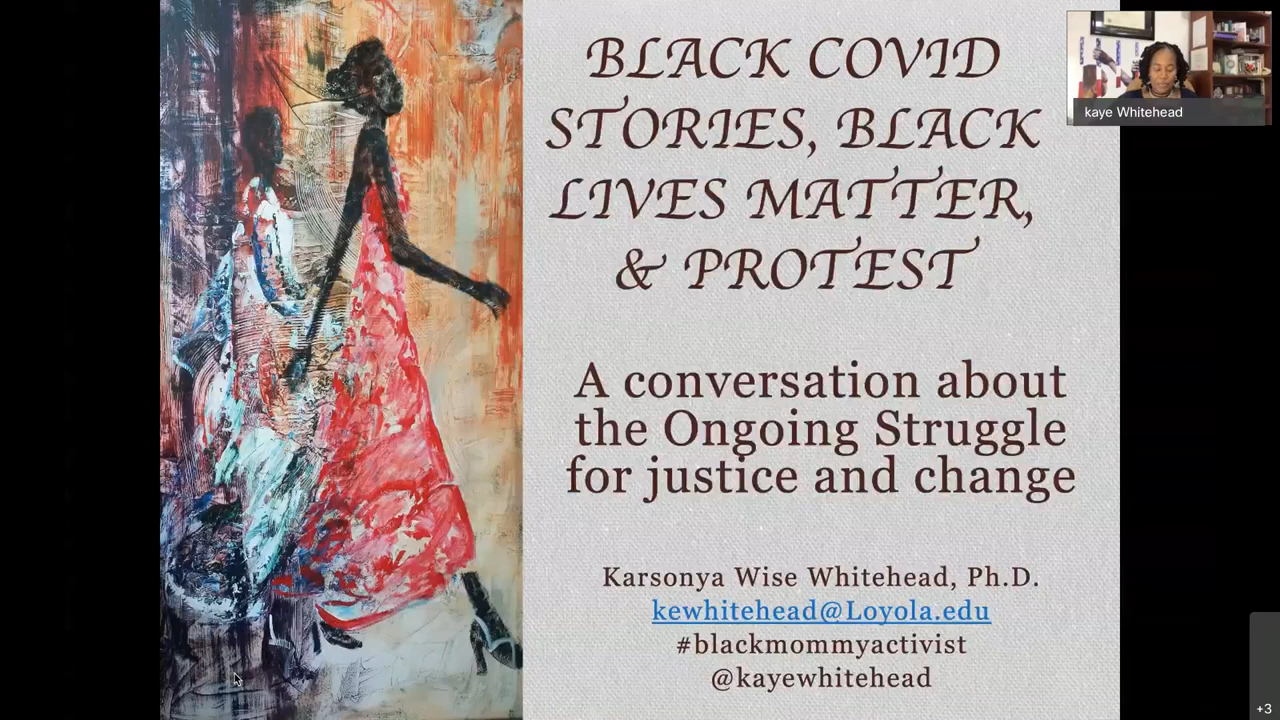 BLACK COVID
STORIES, BLACK
LIVES MATTER,
& PROTEST
A conversation about
the Ongoing Struggle
for justice and change
Karsonya Wise Whitehead, Ph.D.
kewhitehead@Loyola.edu
#blackmommyactivist
@kayewhitehead
kaye Whitehead
+3